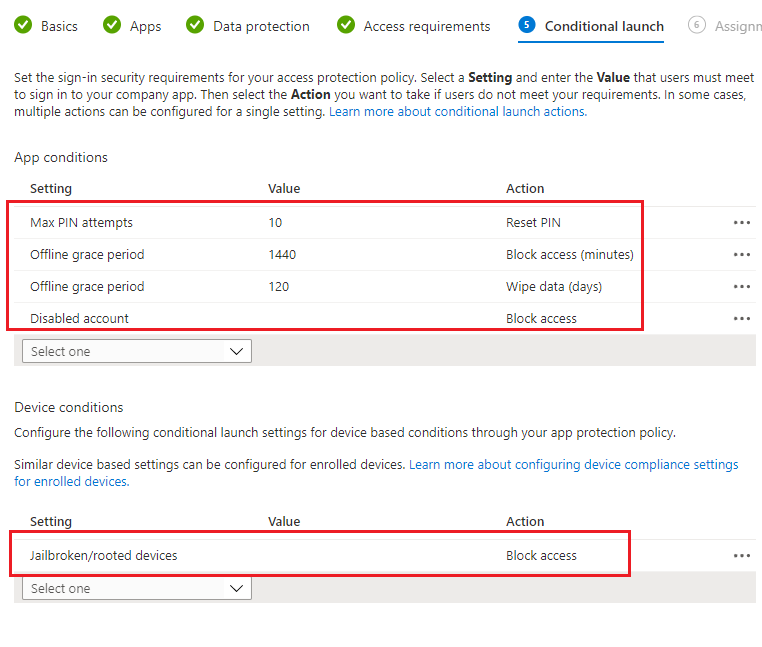 Basics Apps Data protection Access requirements 5 Conditional launch 6 Assignm
Set the sign-in security requirements for your access protection policy. Select a Setting and enter the Value that users must meet
to sign in to your company app. Then select the Action you want to take if users do not meet your requirements. In some cases,
multiple actions can be configured for a single setting. Learn more about conditional launch actions.
App conditions
Setting Value Action
Max PIN attempts 10 Reset PIN
Offline grace period 1440 Block access (minutes)
Offline grace period 120 Wipe data (days)
Disabled account Block access
Select one
Device conditions
Configure the following conditional launch settings for device based conditions through your app protection policy.
Similar device based settings can be configured for enrolled devices. Learn more about configuring device compliance settings
for enrolled devices.
Setting Value Action
Jailbroken/rooted devices Block access
Select one